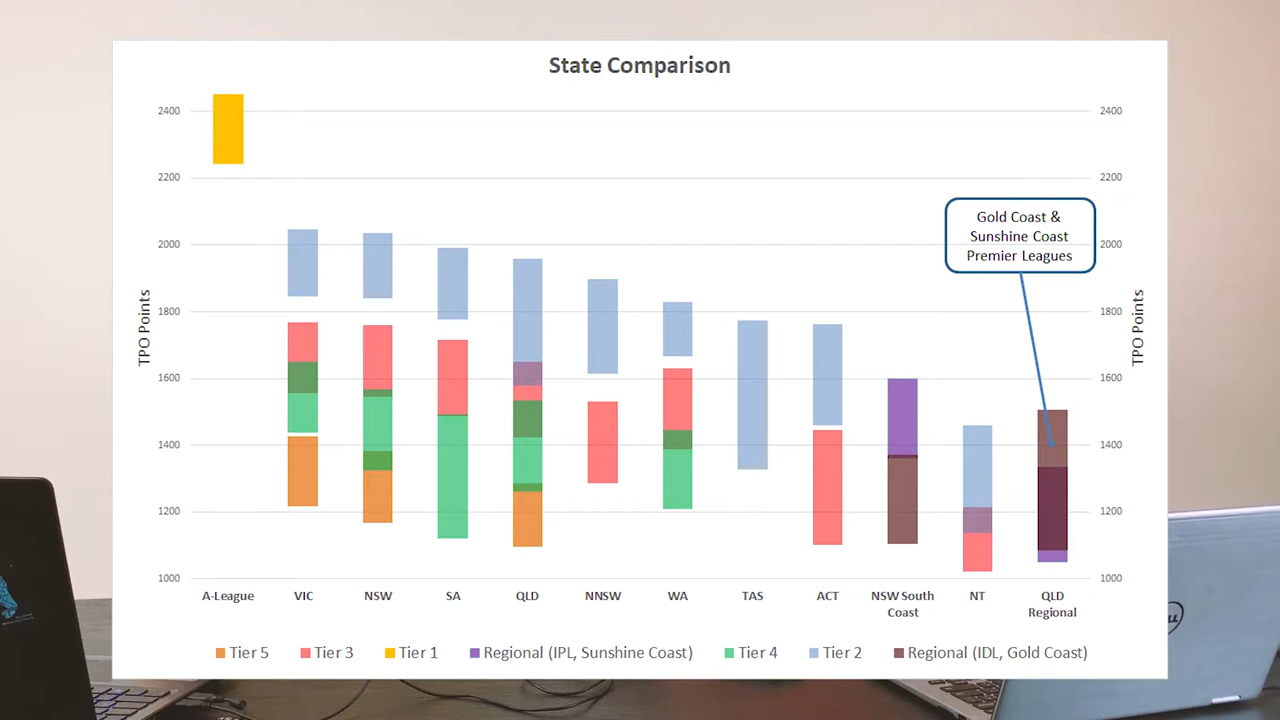 State Comparison
2400
2200
2000
1800
1600
1400
1200
1000
TPO Points
2400
2200
2000
1800
1600
1400
1200
1000
TPO Points
Gold Coast &
Sunshine Coast
Premier Leagues
A-League
VIC
NSW
SA
QLD
NNSW
WA
TAS
ACT
NSW South
Coast
NT
QLD
Regional
Tier 5
Tier 3
Tier 1
Regional (IPL, Sunshine Coast)
Tier 4
Tier 2
Regional (IDL, Gold Coast)